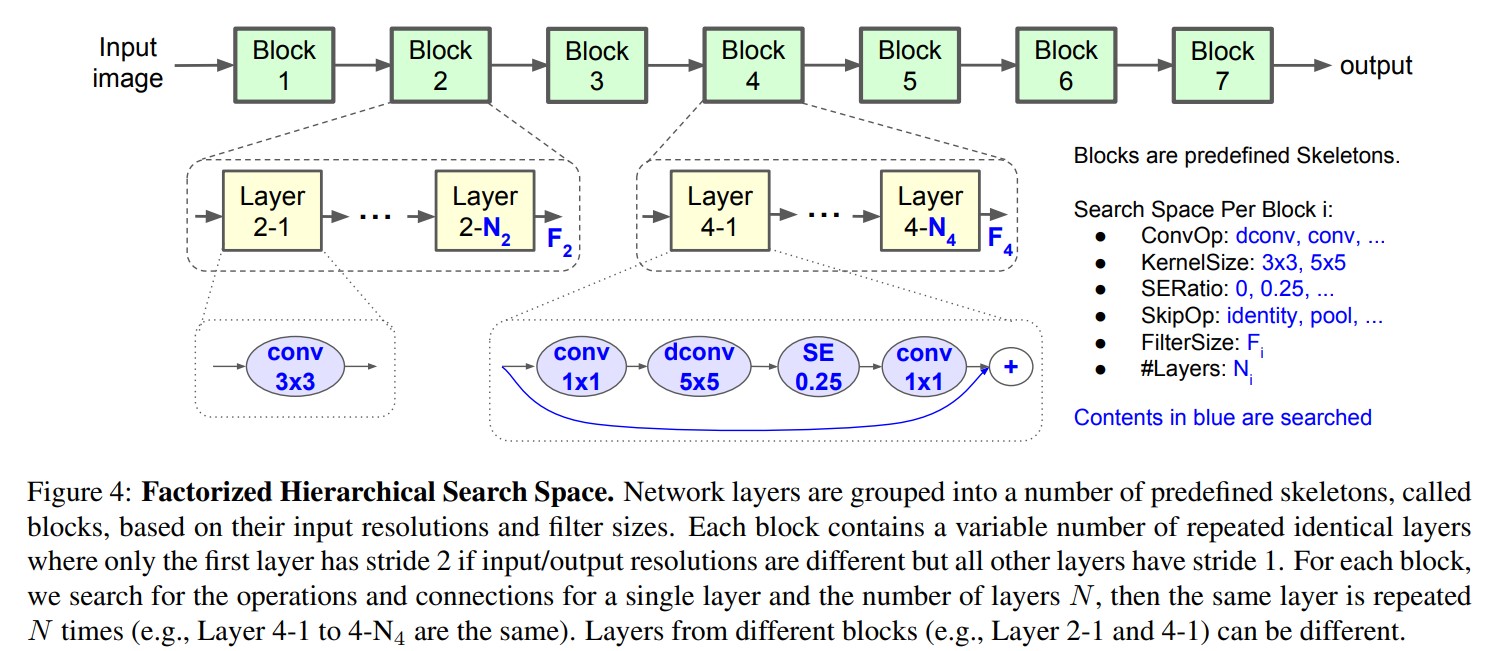 Input image
Block 1
Block 2
Block 3
Block 4
Block 5
Block 6
Block 7
output
Layer 2-1
...
Layer 2-N2
F2
Layer 4-1
...
Layer 4-N4
F4
conv 3x3
conv 1x1
dconv 5x5
SE 0.25
conv 1x1
+
Blocks are predefined Skeletons.
Search Space Per Block i:
● ConvOp: dconv, conv, ...
● KernelSize: 3x3, 5x5
● SERatio: 0, 0.25, ...
● SkipOp: identity, pool, ...
● FilterSize: Fi
● #Layers: Ni
Contents in blue are searched
Figure 4: Factorized Hierarchical Search Space. Network layers are grouped into a number of predefined skeletons, called
blocks, based on their input resolutions and filter sizes. Each block contains a variable number of repeated identical layers
where only the first layer has stride 2 if input/output resolutions are different but all other layers have stride 1. For each block,
we search for the operations and connections for a single layer and the number of layers N, then the same layer is repeated
N times (e.g., Layer 4-1 to 4-N4 are the same). Layers from different blocks (e.g., Layer 2-1 and 4-1) can be different.